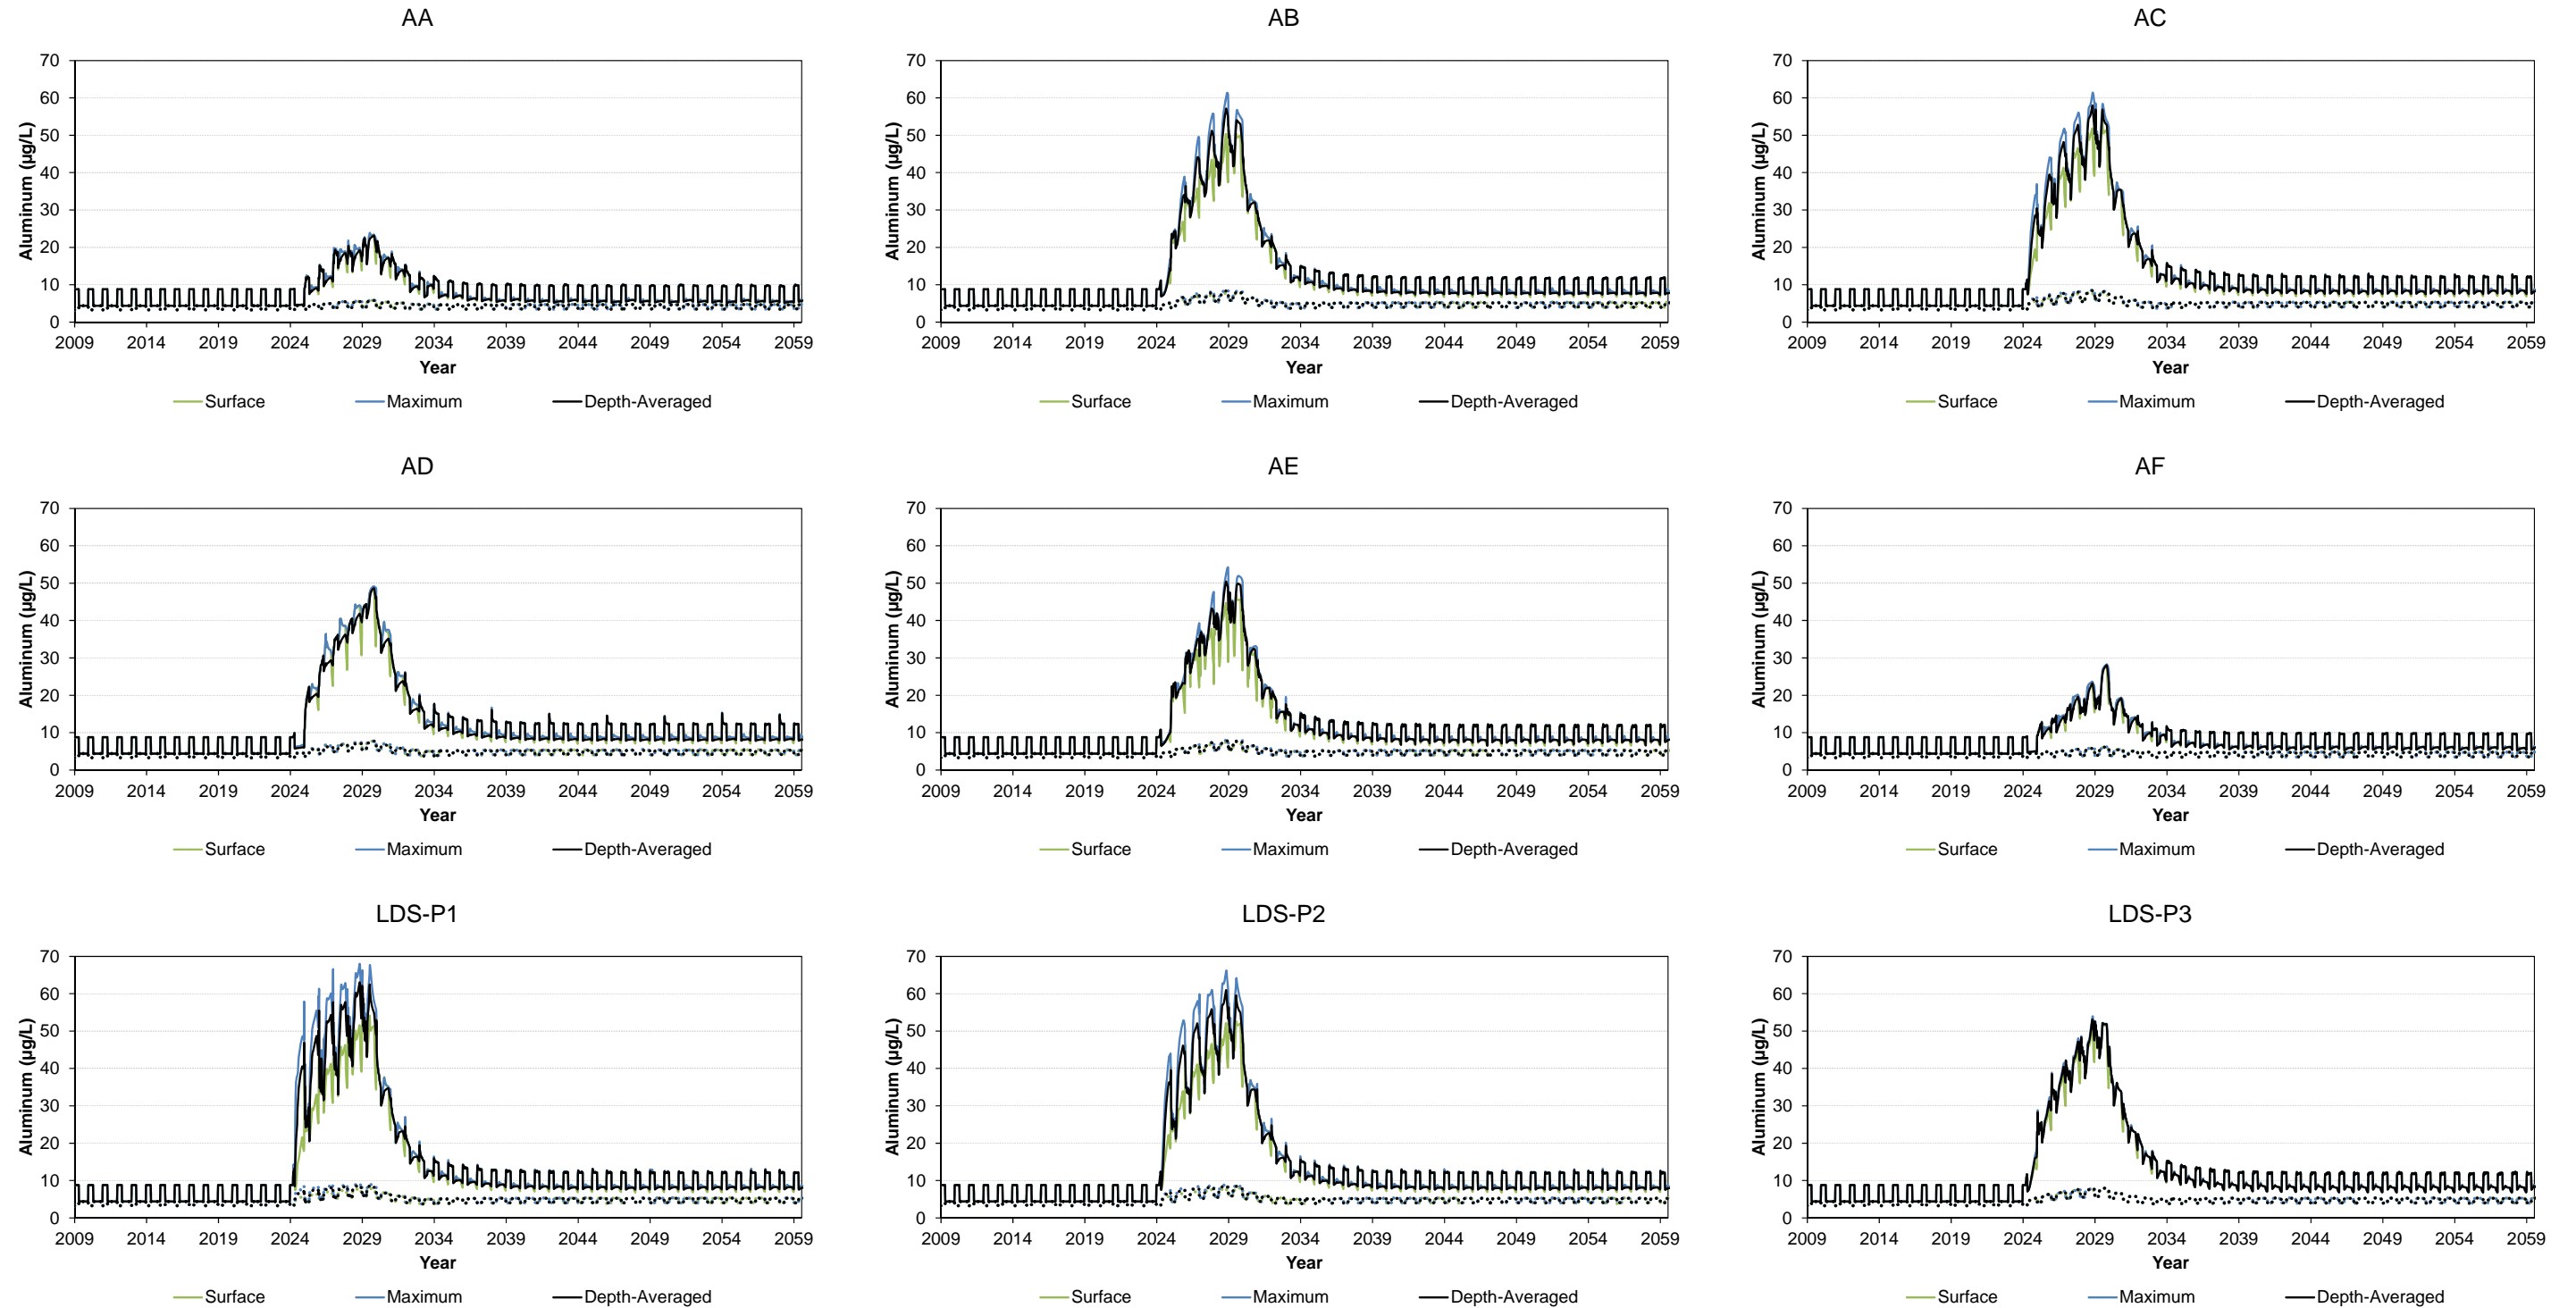 AA AB AC
70 70 70
60 60 60
50 50 50
40 40 40
30 30 30
20 20 20
10 10 10
0 0 0
Aluminum (µg/L) Aluminum (µg/L) Aluminum (µg/L)
2009 2014 2019 2024 2029 2034 2039 2044 2049 2054 2059 2009 2014 2019 2024 2029 2034 2039 2044 2049 2054 2059 2009 2014 2019 2024 2029 2034 2039 2044 2049 2054 2059
Year Year Year
Surface Maximum Depth-Averaged Surface Maximum Depth-Averaged Surface Maximum Depth-Averaged
AD AE AF
70 70 70
60 60 60
50 50 50
40 40 40
30 30 30
20 20 20
10 10 10
0 0 0
Aluminum (µg/L) Aluminum (µg/L) Aluminum (µg/L)
2009 2014 2019 2024 2029 2034 2039 2044 2049 2054 2059 2009 2014 2019 2024 2029 2034 2039 2044 2049 2054 2059 2009 2014 2019 2024 2029 2034 2039 2044 2049 2054 2059
Year Year Year
Surface Maximum Depth-Averaged Surface Maximum Depth-Averaged Surface Maximum Depth-Averaged
LDS-P1 LDS-P2 LDS-P3
70 70 70
60 60 60
50 50 50
40 40 40
30 30 30
20 20 20
10 10 10
0 0 0
Aluminum (µg/L) Aluminum (µg/L) Aluminum (µg/L)
2009 2014 2019 2024 2029 2034 2039 2044 2049 2054 2059 2009 2014 2019 2024 2029 2034 2039 2044 2049 2054 2059 2009 2014 2019 2024 2029 2034 2039 2044 2049 2054 2059
Year Year Year
Surface Maximum Depth-Averaged Surface Maximum Depth-Averaged Surface Maximum Depth-Averaged